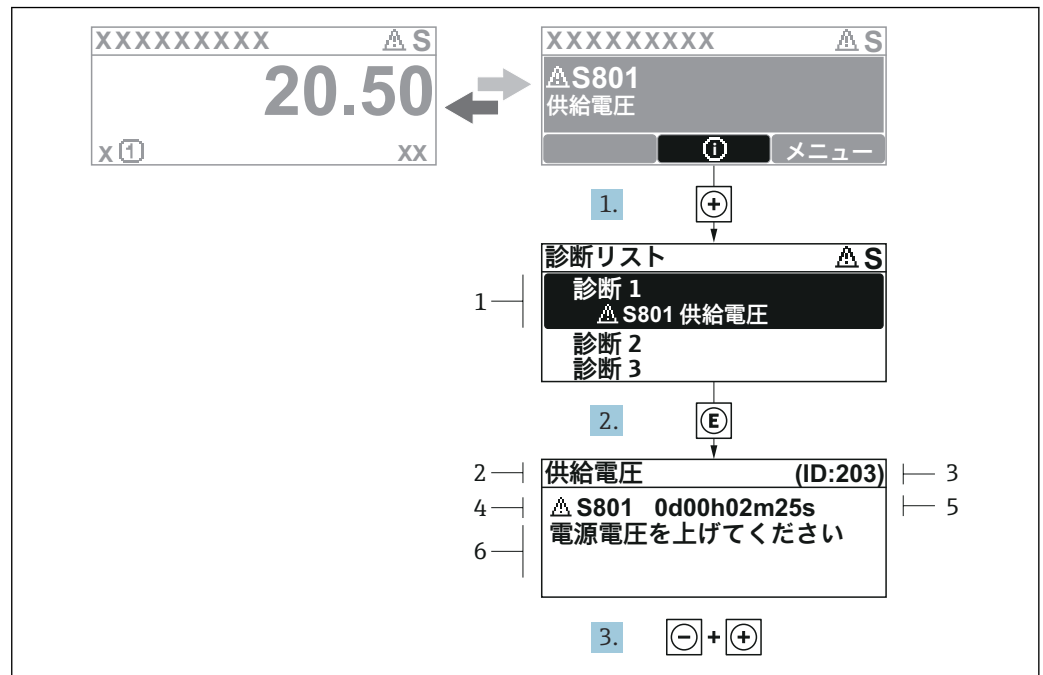 XXXXXXXXX ⚠ S
20.50
X ① XX
XXXXXXXXX ⚠ S
⚠S801
供給電圧
ⓘ メニュー
1. +
診断リスト ⚠ S
1
診断 1
⚠ S801 供給電圧
診断 2
診断 3
2. E
2 供給電圧 (ID:203) 3
4 ⚠ S801 0d00h02m25s 5
6 電源電圧を上げてください
3. − + +